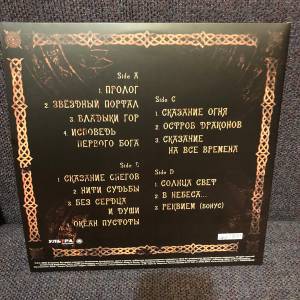 Side A
1. ПРОЛОГ
2. ЗВЁЗДНЫЙ ПОРТАЛ
3. ВЛАДЫКИ ГОР
4. ИСПОВЕДЬ
ПЕРВОГО БОГА
Side B
1. СКАЗАНИЕ СНЕГОВ
2. НИТИ СУДЬБЫ
3. БЕЗ СЕРДЦА
И ДУШИ
ОКЕАН ПУСТОТЫ
Side C
1. СКАЗАНИЕ ОГНЯ
2. ОСТРОВ ДРАКОНОВ
3. СКАЗАНИЕ
НА ВСЕ ВРЕМЕНА
Side D
1. СОЛНЦА СВЕТ
2. В НЕБЕСА...
3. РЕКВИЕМ (БОНУС)